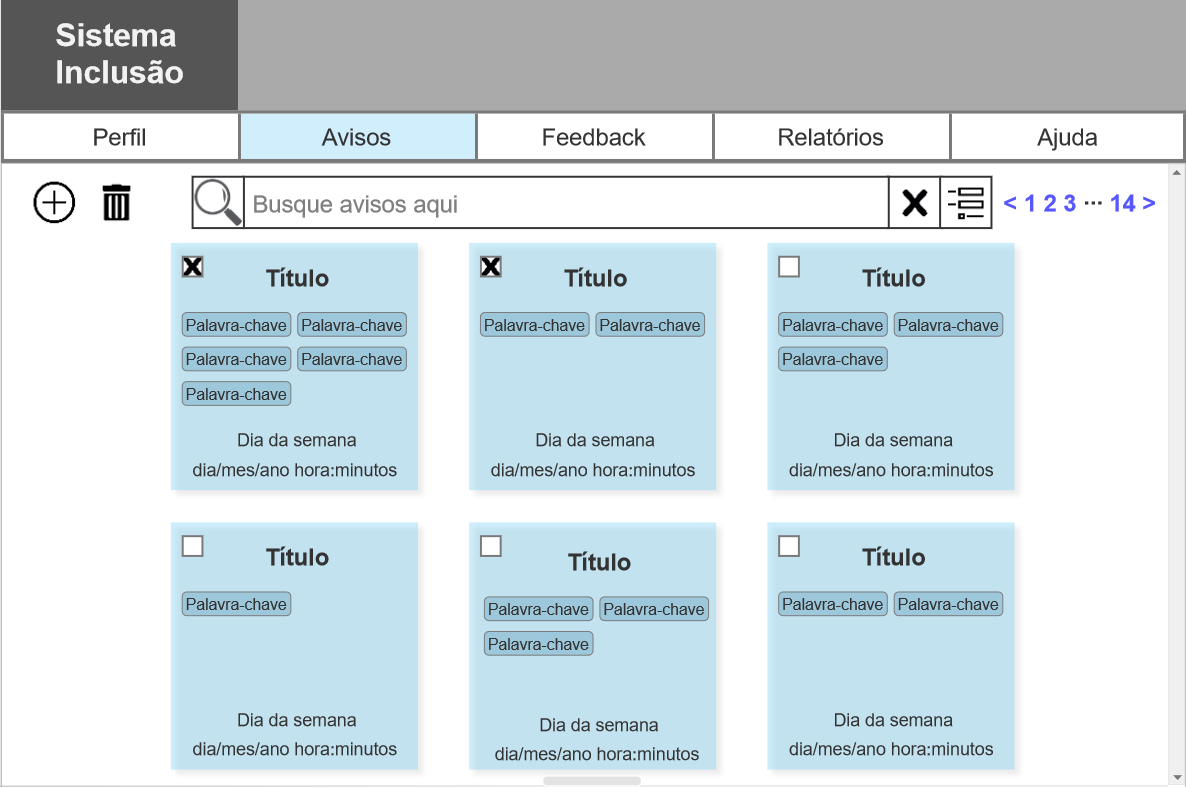 Sistema
Inclusão
Perfil
Avisos
Feedback
Relatórios
Ajuda
Busque avisos aqui
< 1 2 3 ··· 14 >
Título
Palavra-chave Palavra-chave
Palavra-chave Palavra-chave
Palavra-chave
Dia da semana
dia/mes/ano hora:minutos
Título
Palavra-chave Palavra-chave
Dia da semana
dia/mes/ano hora:minutos
Título
Palavra-chave Palavra-chave
Palavra-chave
Dia da semana
dia/mes/ano hora:minutos
Título
Palavra-chave
Dia da semana
dia/mes/ano hora:minutos
Título
Palavra-chave Palavra-chave
Palavra-chave
Dia da semana
dia/mes/ano hora:minutos
Título
Palavra-chave Palavra-chave
Dia da semana
dia/mes/ano hora:minutos